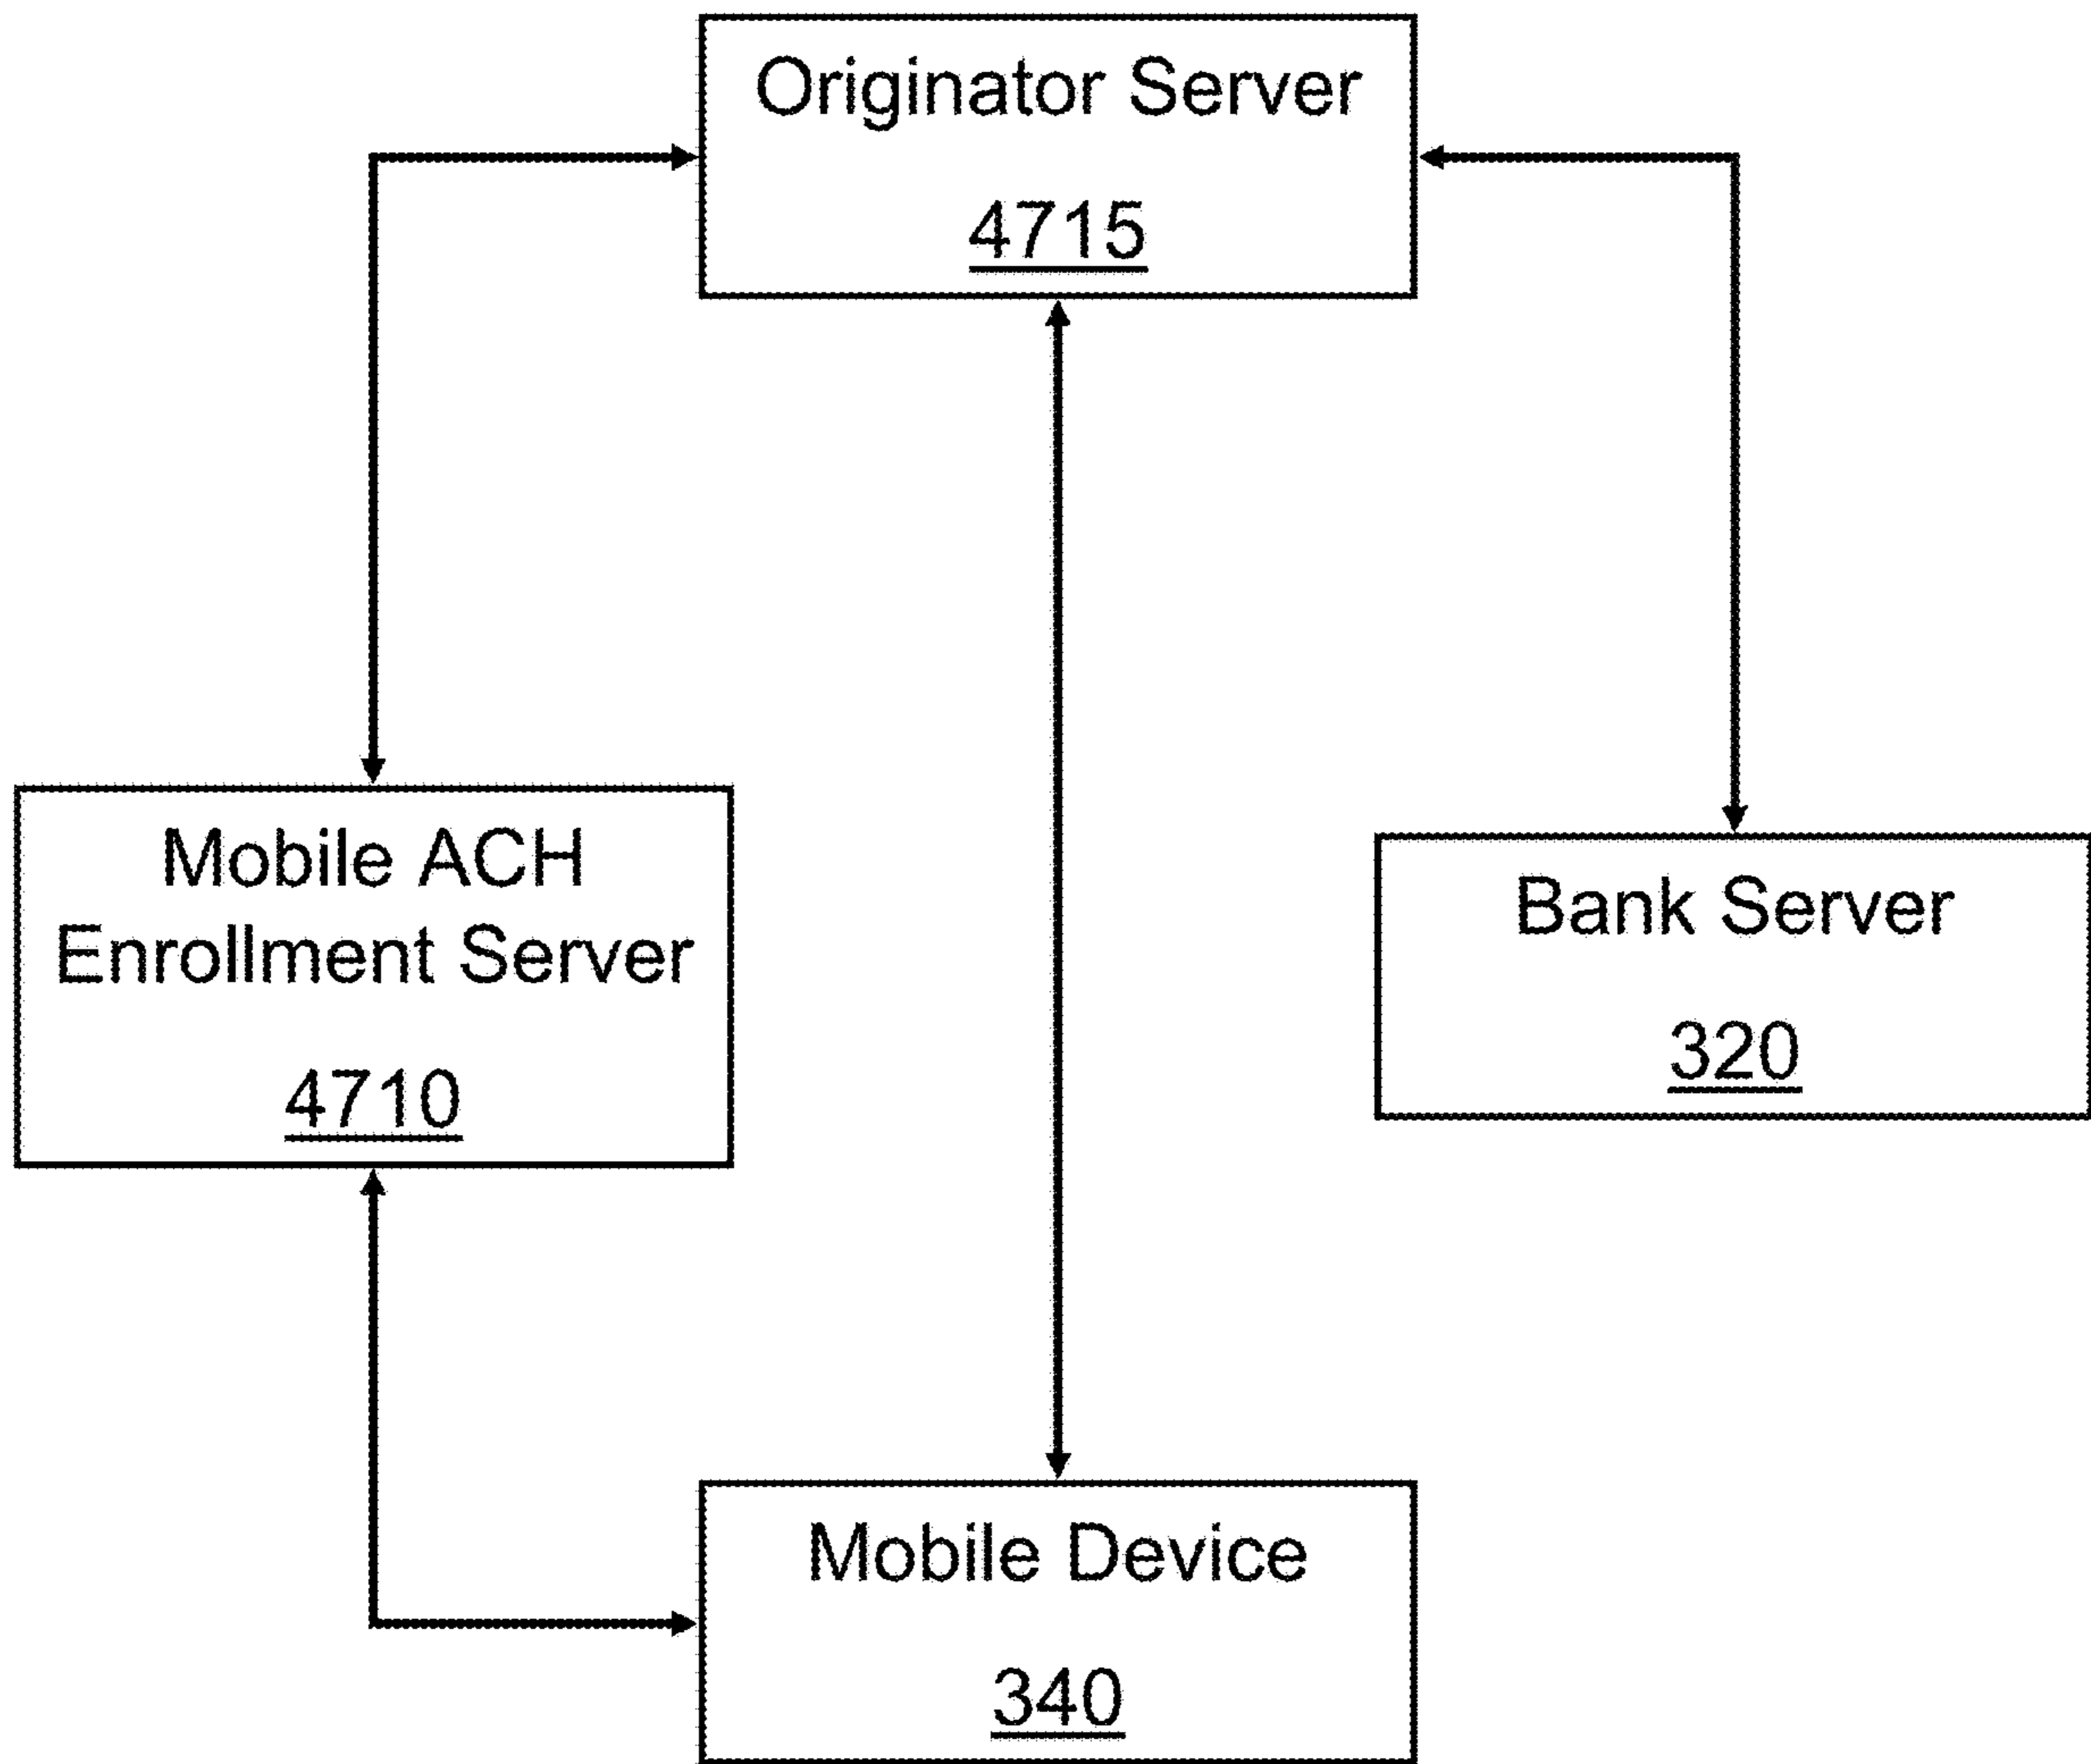 Originator Server
4715
Mobile ACH
Enrollment Server
4710
Bank Server
320
Mobile Device
340